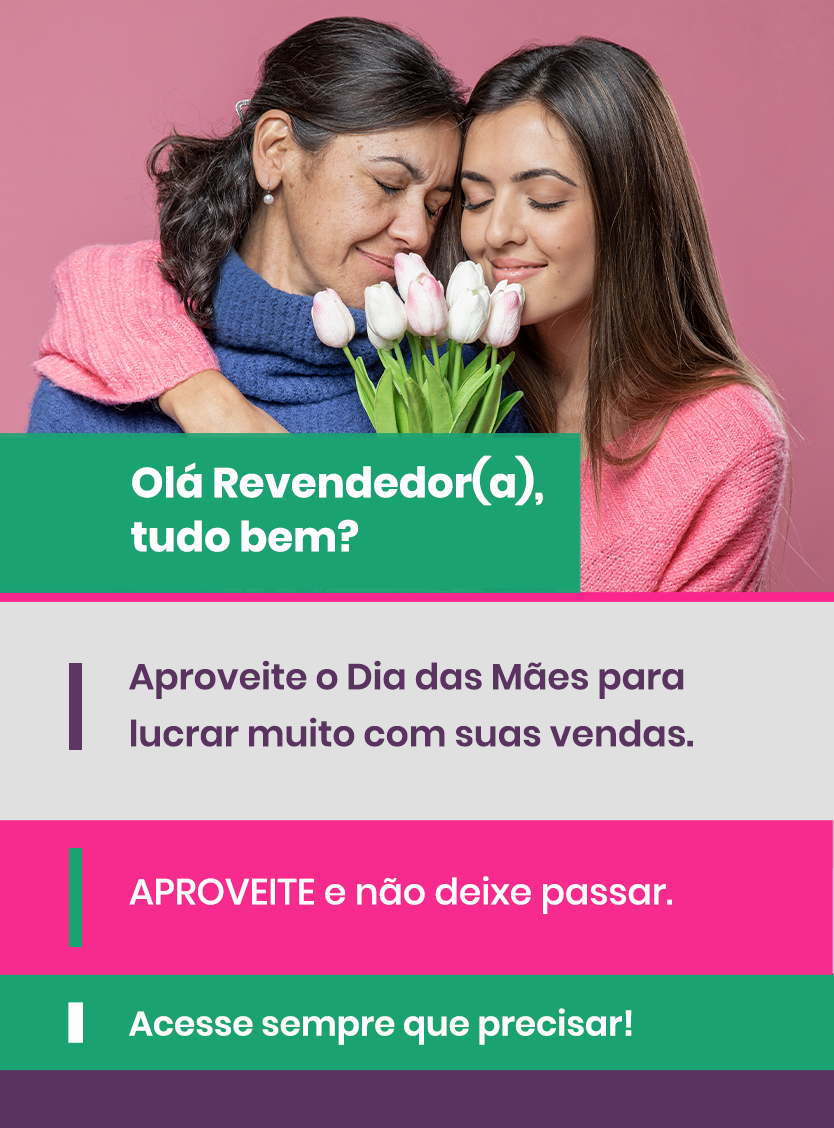 Olá Revendedor(a),
tudo bem?
Aproveite o Dia das Mães para
lucrar muito com suas vendas.
APROVEITE e não deixe passar.
Acesse sempre que precisar!